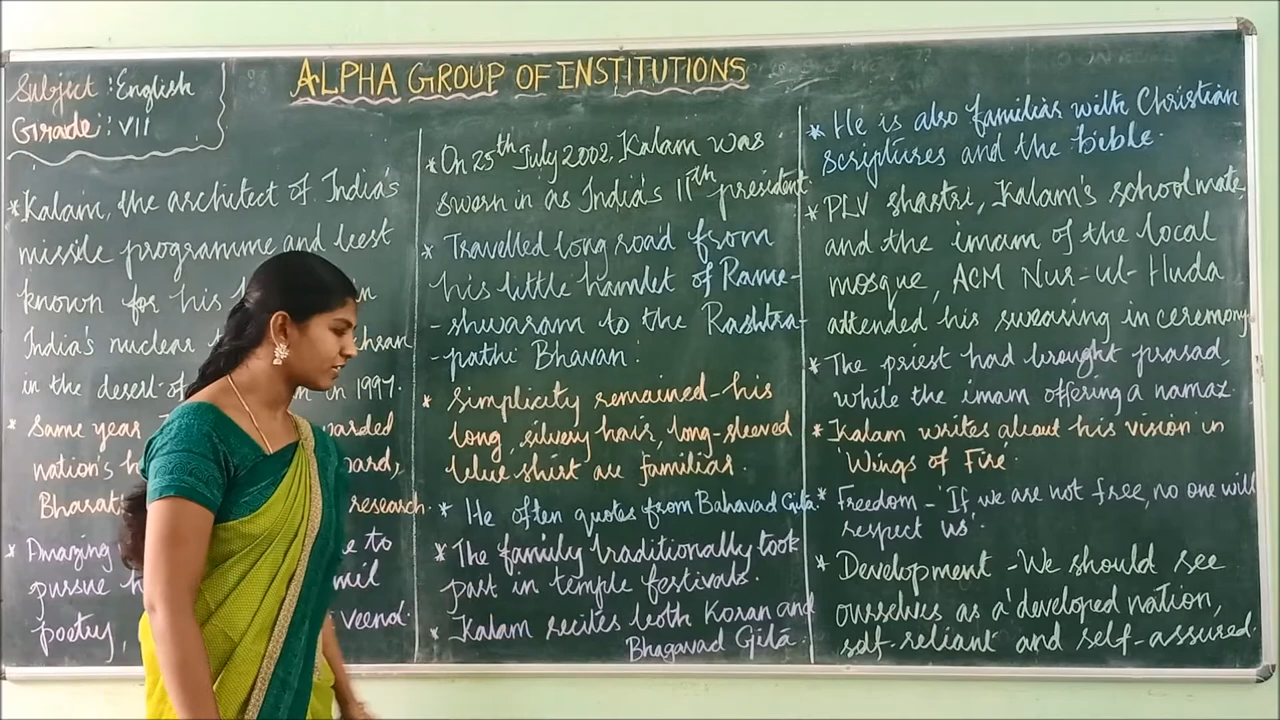 Subject : English
Grade : VII
ALPHA GROUP OF INSTITUTIONS
* Kalam, the architect of India's
missile programme and best
known for his
India's nuclear
in the desert of in 1997.
* Same year
nation's
Bharat research.
* Amazing to
pursue
poetry, veena.
* On 25th July 2002, Kalam was
sworn in as India's 11th president.
* Travelled long road from
his little hamlet of Rame-
-shwaram to the Rashtra-
-pathi Bhavan.
* Simplicity remained - his
long, silvery hair, long-sleeved
blue shirt are familiar.
* He often quotes from Bahavad Gita.
* The family traditionally took
part in temple festivals.
* Kalam recites both Koran and
Bhagavad Gita.
* He is also familiar with Christian
scriptures and the bible.
* PLV shastri, Kalam's schoolmate,
and the imam of the local
mosque, ACM Nur-ul-Huda
attended his swearing in ceremony.
* The priest had brought prasad,
while the imam offering a namaz.
* Kalam writes about his vision in
'Wings of Fire'.
* Freedom - 'If we are not free, no one will
respect us'.
* Development - We should see
ourselves as a developed nation,
self-reliant and self-assured.